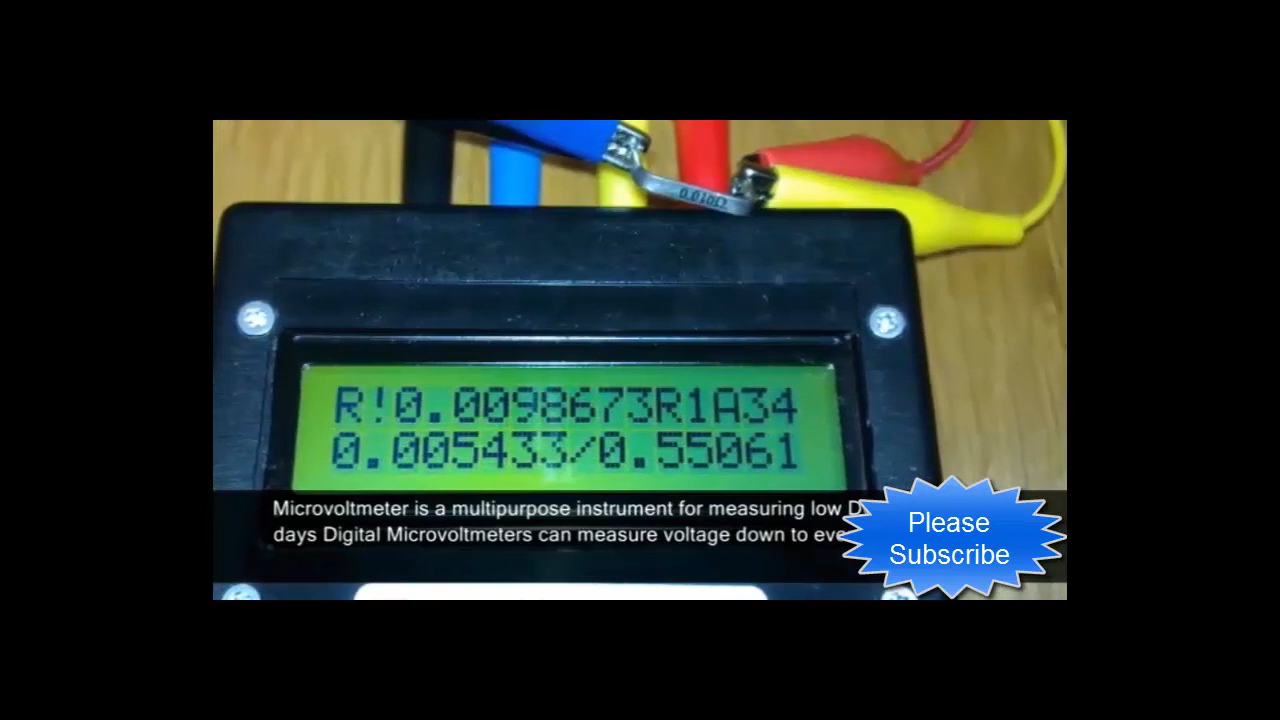 0.010Ω
R!0.0098673R1A34
0.005433/0.55061
Microvoltmeter is a multipurpose instrument for measuring low
days Digital Microvoltmeters can measure voltage down to
Please
Subscribe